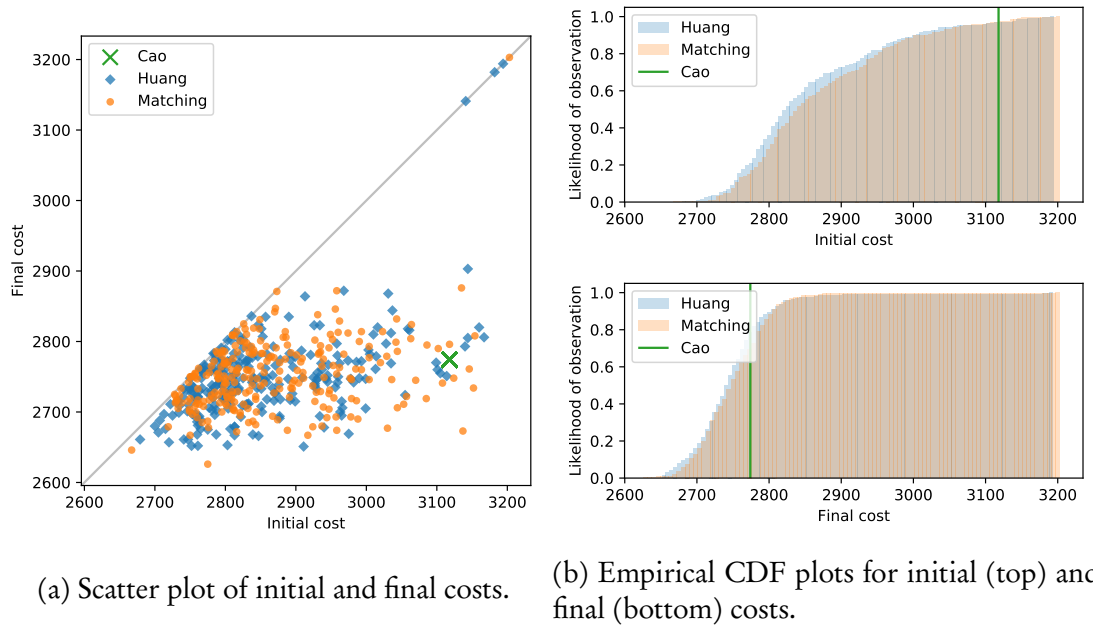 3200
3100
3000
2900
2800
2700
2600
Final cost
Cao
Huang
Matching
2600 2700 2800 2900 3000 3100 3200
Initial cost
(a) Scatter plot of initial and final costs.
1.0
0.8
0.6
0.4
0.2
0.0
Likelihood of observation
Huang
Matching
Cao
2600 2700 2800 2900 3000 3100 3200
Initial cost
1.0
0.8
0.6
0.4
0.2
0.0
Likelihood of observation
Huang
Matching
Cao
2600 2700 2800 2900 3000 3100 3200
Final cost
(b) Empirical CDF plots for initial (top) and
final (bottom) costs.